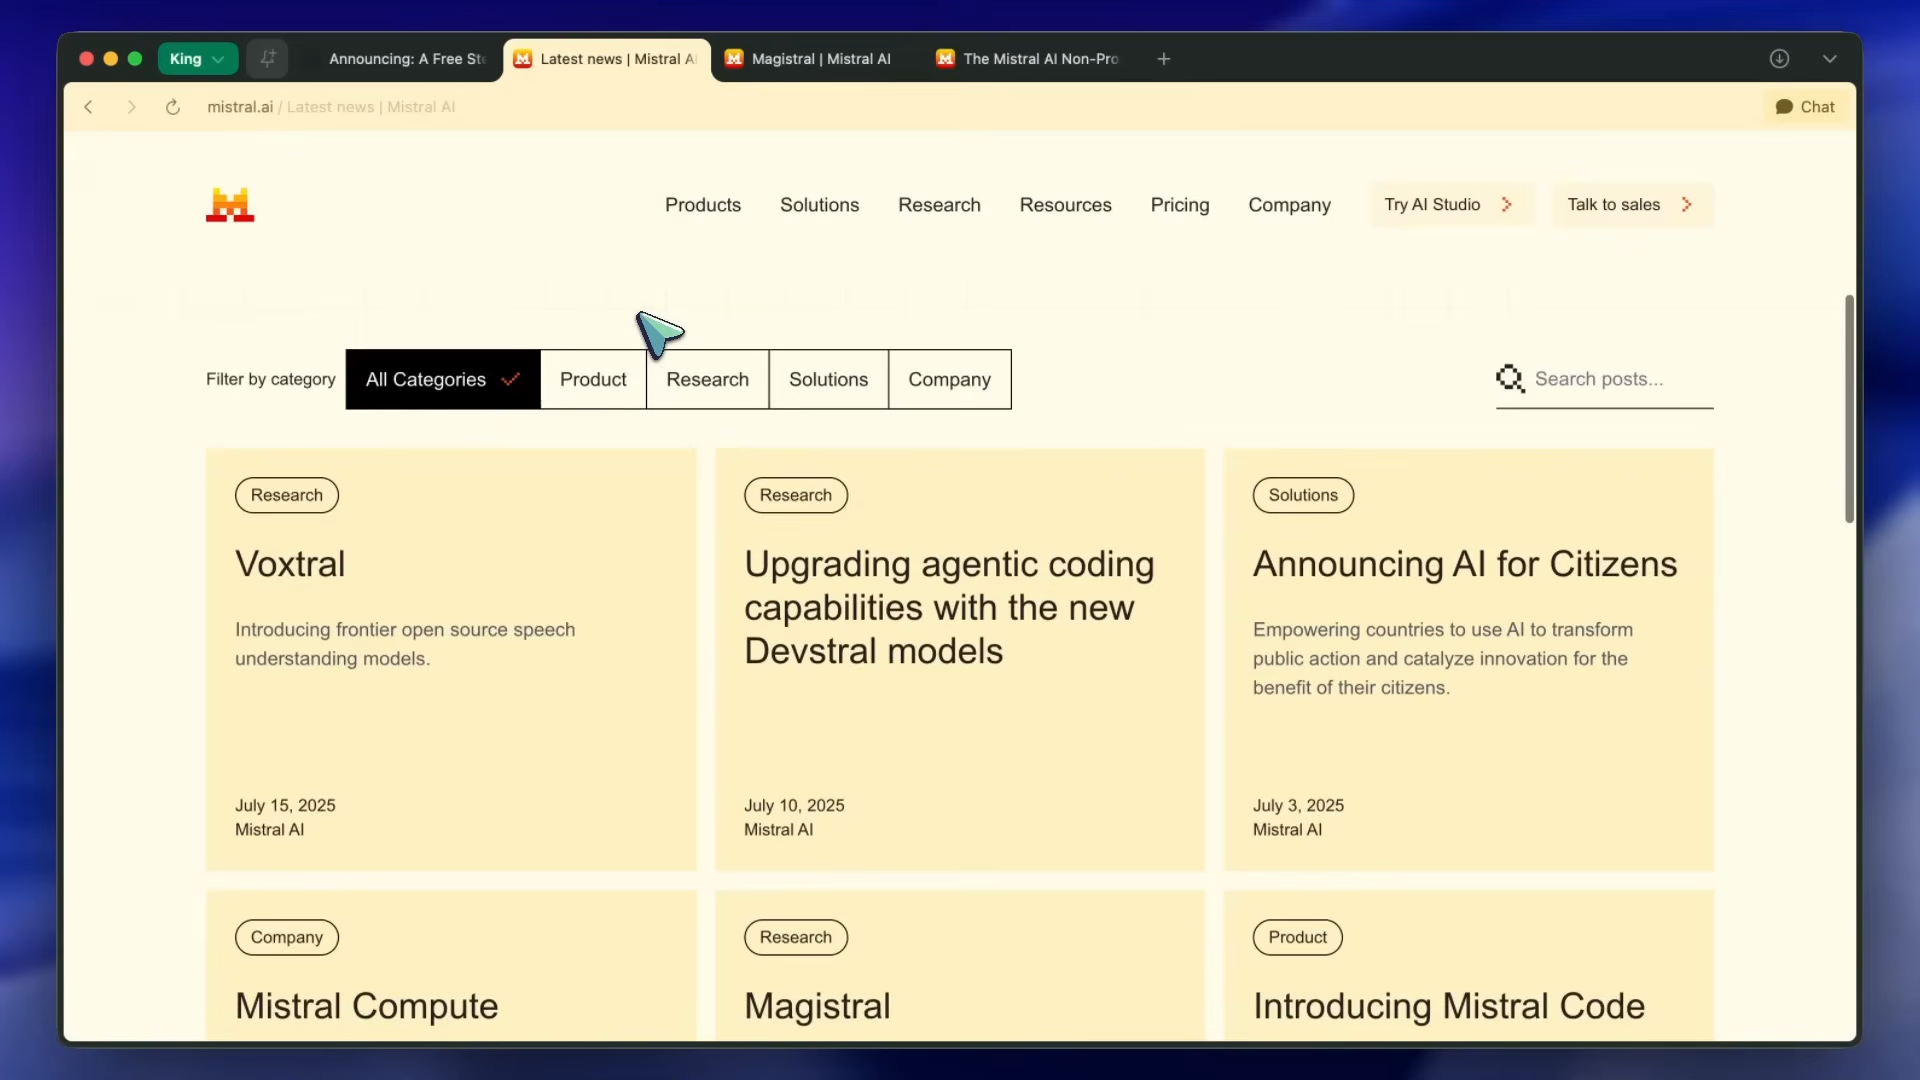 King
Announcing: A Free Ste
Latest news | Mistral A
Magistral | Mistral AI
The Mistral AI Non-Pro
mistral.ai / Latest news | Mistral AI
Chat
Products
Solutions
Research
Resources
Pricing
Company
Try AI Studio
Talk to sales
Filter by category
All Categories
Product
Research
Solutions
Company
Search posts...
Research
Voxtral
Introducing frontier open source speech
understanding models.
July 15, 2025
Mistral AI
Research
Upgrading agentic coding
capabilities with the new
Devstral models
July 10, 2025
Mistral AI
Solutions
Announcing AI for Citizens
Empowering countries to use AI to transform
public action and catalyze innovation for the
benefit of their citizens.
July 3, 2025
Mistral AI
Company
Mistral Compute
Research
Magistral
Product
Introducing Mistral Code